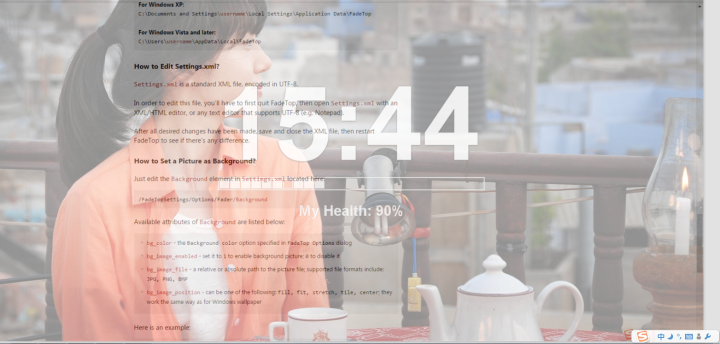 For Windows XP:
C:\Documents and Settings\username\Local Settings\Application Data\FadeTop
For Windows Vista and later:
C:\Users\username\AppData\Local\FadeTop
How to Edit Settings.xml?
Settings.xml is a standard XML file, encoded in UTF-8.
In order to edit this file, you'll have to first quit FadeTop, then open Settings.xml with an
XML/HTML editor, or any text editor that supports UTF-8 (e.g. Notepad).
15:44
After all desired changes have been made, save and close the XML file, then restart
FadeTop to see if there's any difference.
How to Set a Picture as Background?
Just edit the Background element in Settings.xml located here:
/FadeTopSettings/Options/Fader/Background
My Health: 90%
Available attributes of Background are listed below:
bg_color - the Background color option specified in FadeTop Options dialog
bg_image_enabled - set it to 1 to enable background picture; 0 to disable it
bg_image_file - a relative or absolute path to the picture file; supported file formats include:
JPG, PNG, BMP
bg_image_position - can be one of the following: fill, fit, stretch, tile, center; they
work the same way as for Windows wallpaper
Here is an example:
中